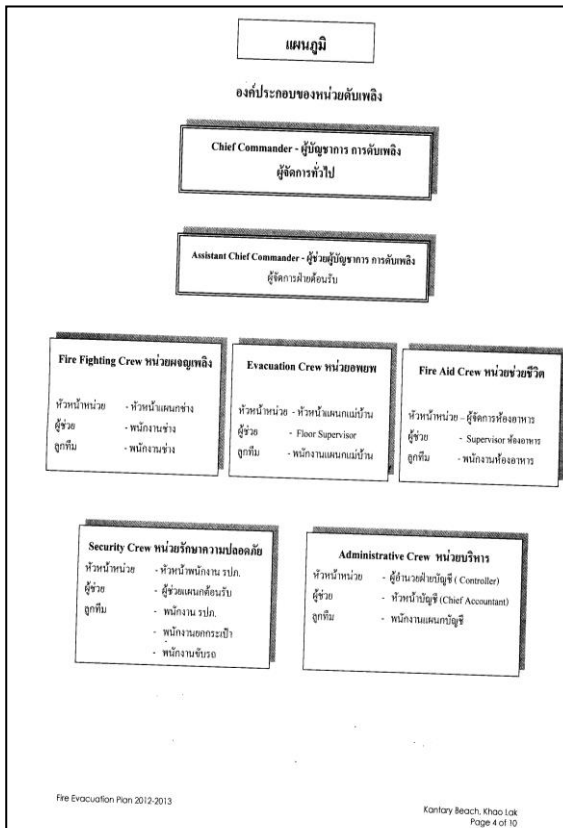 แผนภูมิ
องค์ประกอบของหน่วยดับเพลิง
Chief Commander - ผู้บัญชาการ การดับเพลิง
ผู้จัดการทั่วไป
Assistant Chief Commander - ผู้ช่วยผู้บัญชาการ การดับเพลิง
ผู้จัดการฝ่ายต้อนรับ
Fire Fighting Crew หน่วยผจญเพลิง
หัวหน้าหน่วย - หัวหน้าแผนกช่าง
ผู้ช่วย - พนักงานช่าง
ลูกทีม - พนักงานช่าง
Evacuation Crew หน่วยอพยพ
หัวหน้าหน่วย - หัวหน้าแผนกแม่บ้าน
ผู้ช่วย - Floor Supervisor
ลูกทีม - พนักงานแผนกแม่บ้าน
Fire Aid Crew หน่วยช่วยชีวิต
หัวหน้าหน่วย - ผู้จัดการห้องอาหาร
ผู้ช่วย - Supervisor ห้องอาหาร
ลูกทีม - พนักงานห้องอาหาร
Security Crew หน่วยรักษาความปลอดภัย
หัวหน้าหน่วย - หัวหน้าพนักงาน รปภ.
ผู้ช่วย - ผู้ช่วยแผนกต้อนรับ
ลูกทีม - พนักงาน รปภ.
- พนักงานยกกระเป๋า
- พนักงานขับรถ
Administrative Crew หน่วยบริหาร
หัวหน้าหน่วย - ผู้อำนวยฝ่ายบัญชี ( Controller)
ผู้ช่วย - หัวหน้าบัญชี (Chief Accountant)
ลูกทีม - พนักงานแผนกบัญชี
Fire Evacuation Plan 2012-2013
Kantary Beach, Khao Lak
Page 4 of 10